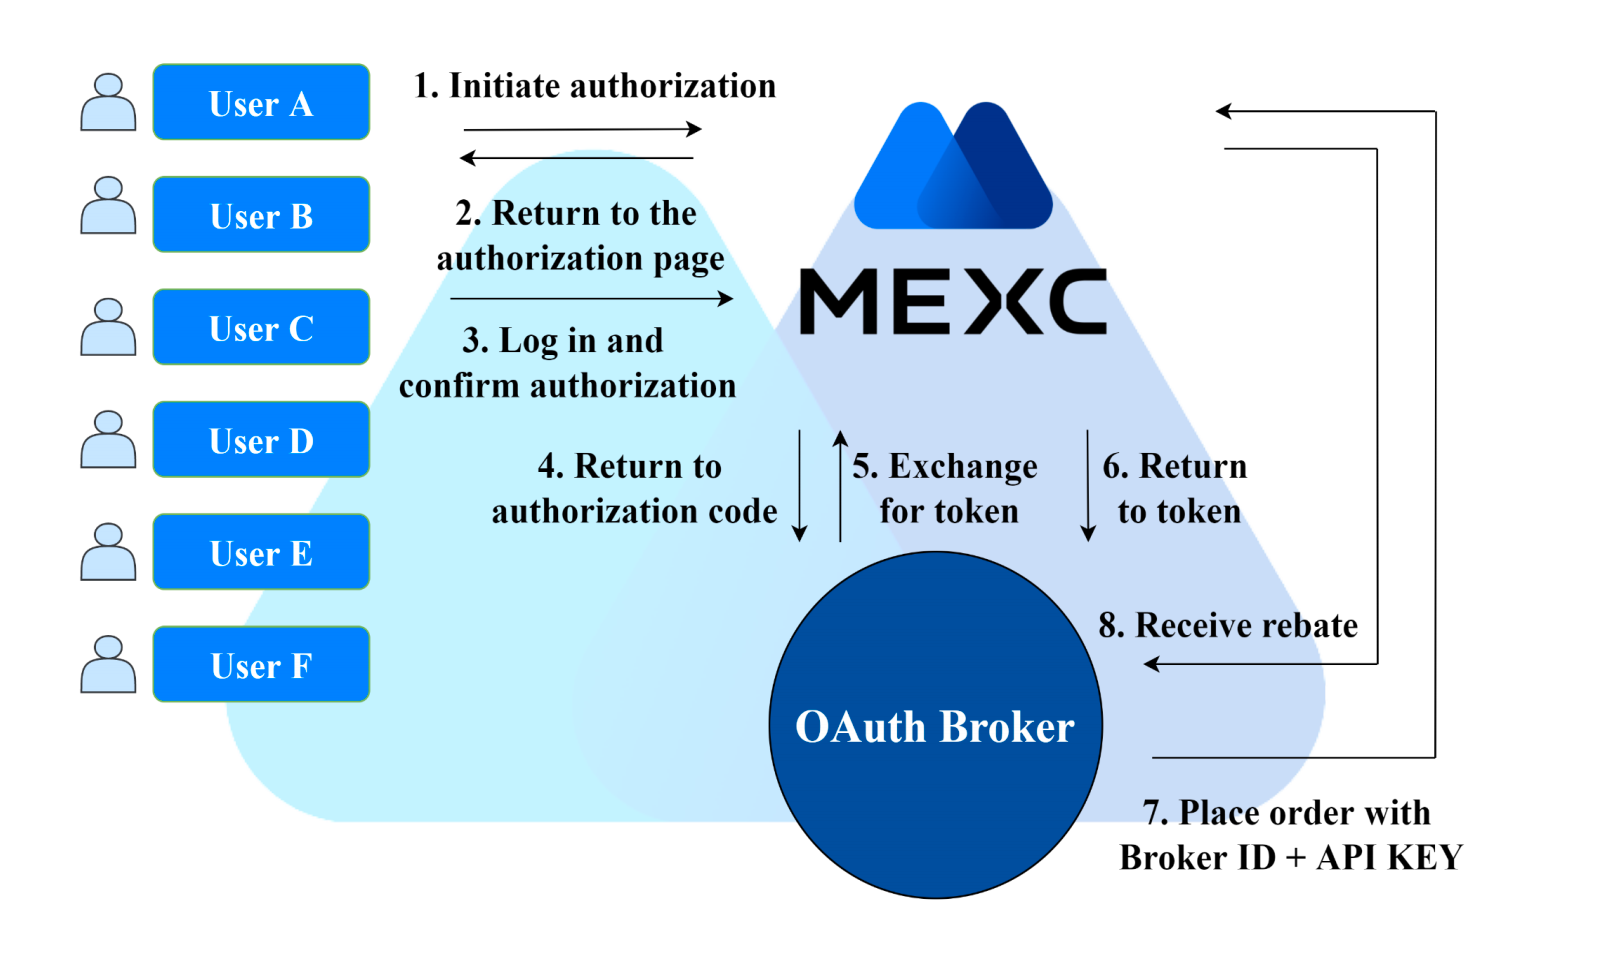 User A
User B
User C
User D
User E
User F
1. Initiate authorization
2. Return to the
authorization page
3. Log in and
confirm authorization
MEXC
4. Return to
authorization code
5. Exchange
for token
6. Return
to token
8. Receive rebate
OAuth Broker
7. Place order with
Broker ID + API KEY